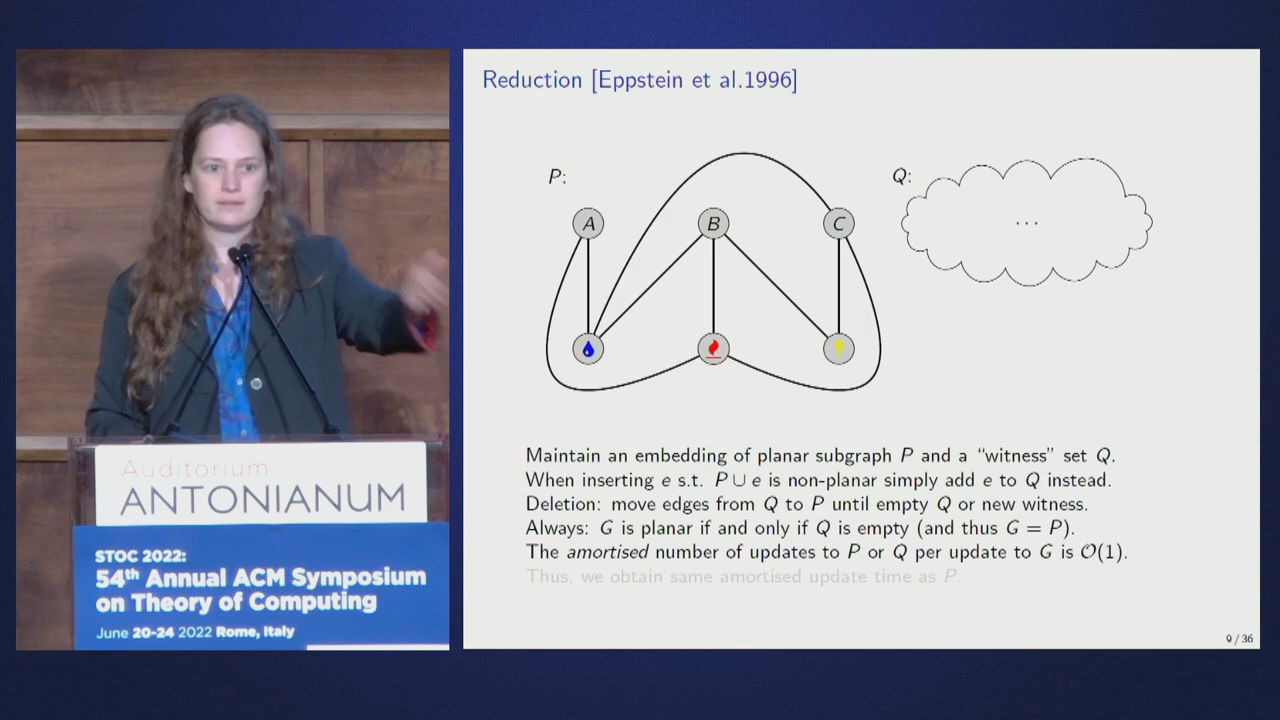 Reduction [Eppstein et al.1996]
P:
Q:
A
B
C
...
Maintain an embedding of planar subgraph P and a “witness” set Q.
When inserting e s.t. P ∪ e is non-planar simply add e to Q instead.
Deletion: move edges from Q to P until empty Q or new witness.
Always: G is planar if and only if Q is empty (and thus G = P).
The amortised number of updates to P or Q per update to G is O(1).
Thus, we obtain same amortised update time as P.
9 / 36
Auditorium
ANTONIANUM
STOC 2022:
54th Annual ACM Symposium
on Theory of Computing
June 20-24 2022 Rome, Italy